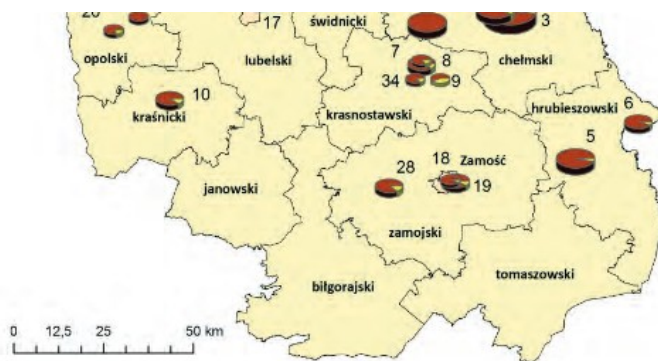 świdnicki
3
17
opolski
lubelski
7
8
chełmski
34
9
10
krasnostawski
hrubieszowski
6
kraśnicki
5
18
Zamość
28
19
janowski
zamojski
biłgorajski
tomaszowski
0 12,5 25 50 km